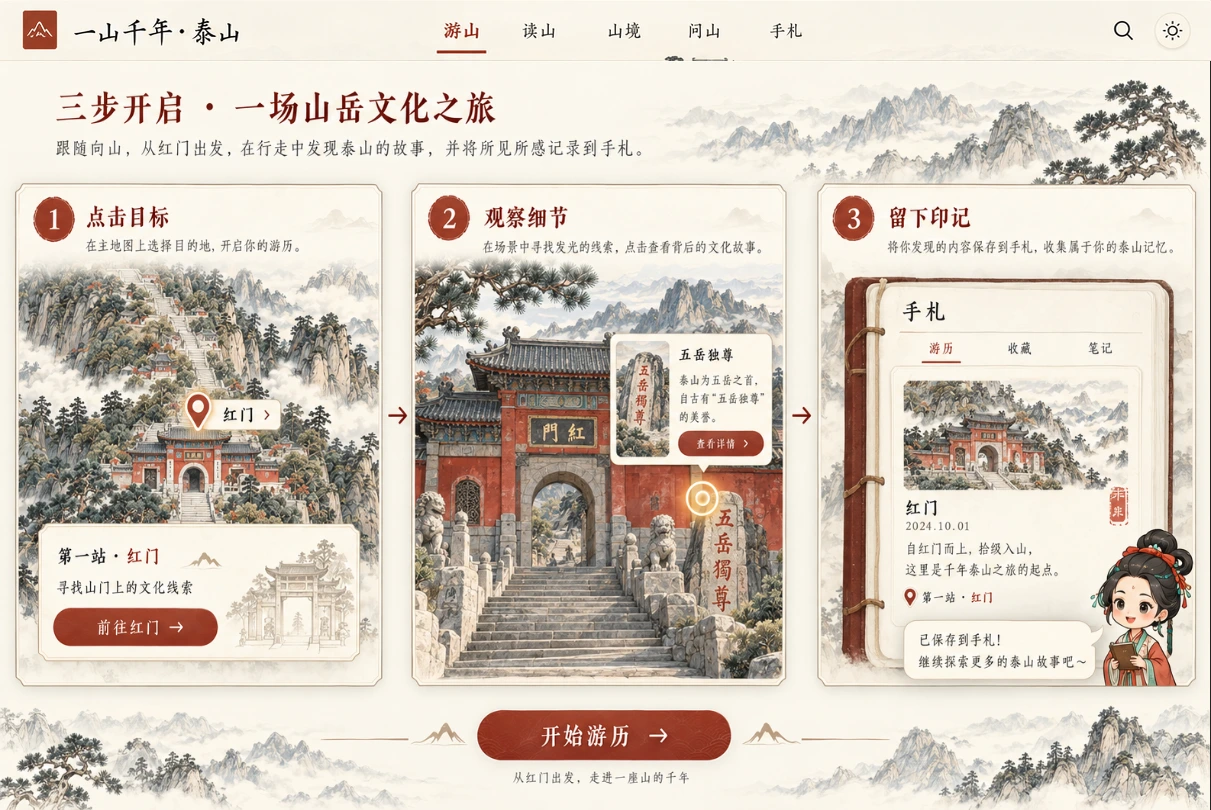 一山千年·泰山
游山
读山
山境
问山
手札
三步开启 · 一场山岳文化之旅
跟随向山，从红门出发，在行走中发现泰山的故事，并将所见所感记录到手札。
1 点击目标
在主地图上选择目的地，开启你的游历。
红门 >
第一站·红门
寻找山门上的文化线索
前往红门 →
→
2 观察细节
在场景中寻找发光的线索，点击查看背后的文化故事。
五岳独尊
泰山为五岳之首，
自古有“五岳独尊”
的美誉。
查看详情 >
五岳獨尊
門紅
五岳獨尊
→
3 留下印记
将你发现的内容保存到手札，收集属于你的泰山记忆。
手札
游历
收藏
笔记
红门
2024.10.01
自红门而上，拾级入山，
这里是千年泰山之旅的起点。
第一站·红门
已保存到手札！
继续探索更多的泰山故事吧～
开始游历 →
从红门出发，走进一座山的千年